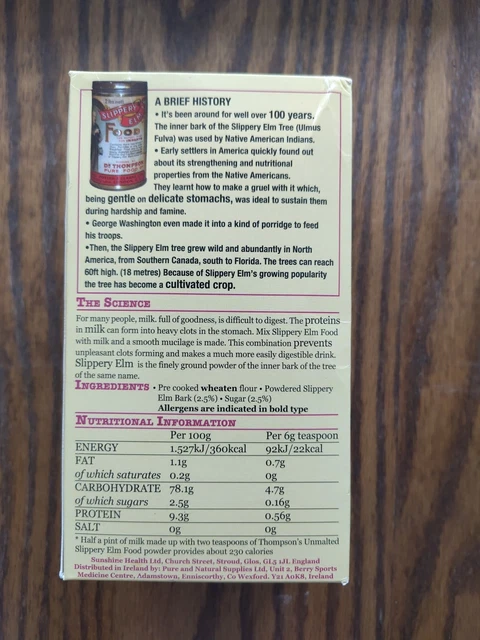 SLIPPERY
ELM
FOOD
A BRIEF HISTORY
• It's been around for well over 100 years.
The inner bark of the Slippery Elm Tree (Ulmus
Fulva) was used by Native American Indians.
• Early settlers in America quickly found out
about its strengthening and nutritional
properties from the Native Americans.
They learnt how to make a gruel with it which,
being gentle on delicate stomachs, was ideal to sustain them
during hardship and famine.
• George Washington even made it into a kind of porridge to feed
his troops.
•Then, the Slippery Elm tree grew wild and abundantly in North
America, from Southern Canada, south to Florida. The trees can reach
60ft high. (18 metres) Because of Slippery Elm's growing popularity
the tree has become a cultivated crop.
THE SCIENCE
For many people, milk. full of goodness, is difficult to digest. The proteins
in milk can form into heavy clots in the stomach. Mix Slippery Elm Food
with milk and a smooth mucilage is made. This combination prevents
unpleasant clots forming and makes a much more easily digestible drink.
Slippery Elm is the finely ground powder of the inner bark of the tree
of the same name.
INGREDIENTS • Pre cooked wheaten flour • Powdered Slippery
Elm Bark (2.5%) • Sugar (2.5%)
Allergens are indicated in bold type
NUTRITIONAL INFORMATION
Per 100g Per 6g teaspoon
ENERGY 1.527kJ/360kcal 92kJ/22kcal
FAT 1.1g 0.7g
of which saturates 0.2g 0g
CARBOHYDRATE 78.1g 4.7g
of which sugars 2.5g 0.16g
PROTEIN 9.3g 0.56g
SALT 0g 0g
* Half a pint of milk made up with two teaspoons of Thompson's Unmalted
Slippery Elm Food powder provides about 230 calories
Sunshine Health Ltd, Church Street, Stroud, Glos, GL5 1JL England
Distributed in Ireland by: Pure and Natural Supplies Ltd, Unit 2, Berry Sports
Medicine Centre, Adamstown, Enniscorthy, Co Wexford. Y21 A0K8, Ireland